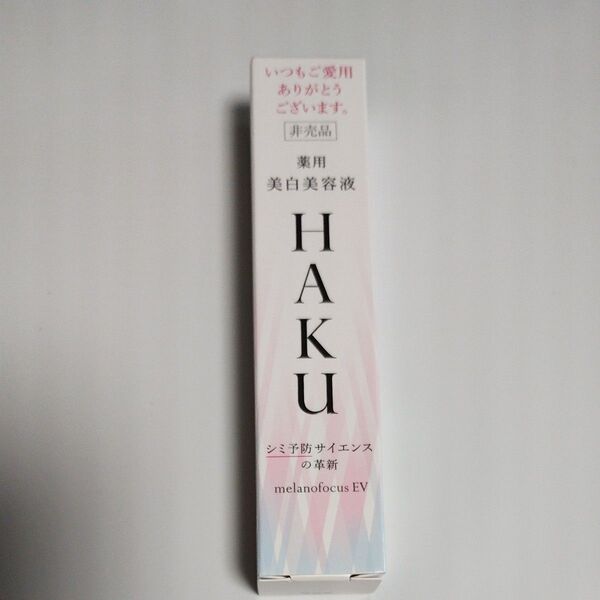 いつもご愛用
ありがとう
ございます。
非売品
薬用
美白美容液
HAKU
シミ予防サイエンス
の革新
melanofocus EV